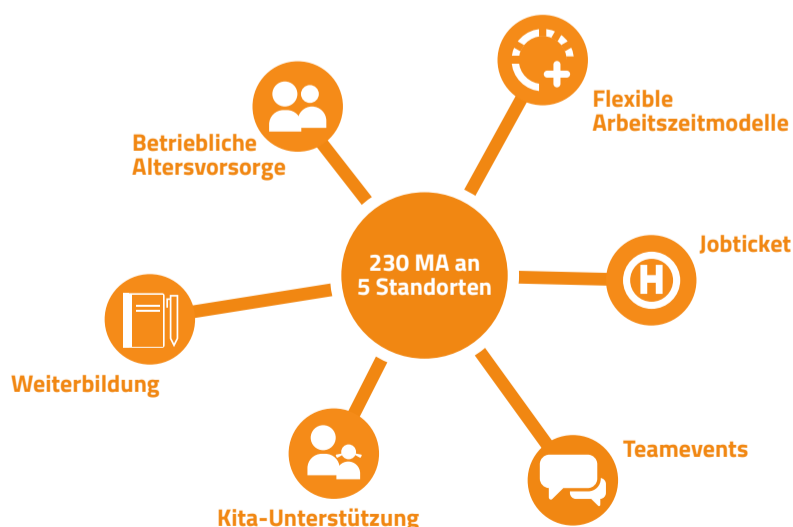 Flexible
Arbeitszeitmodelle
Betriebliche
Altersvorsorge
Jobticket
H
230 MA an
5 Standorten
Weiterbildung
Teamevents
Kita-Unterstützung